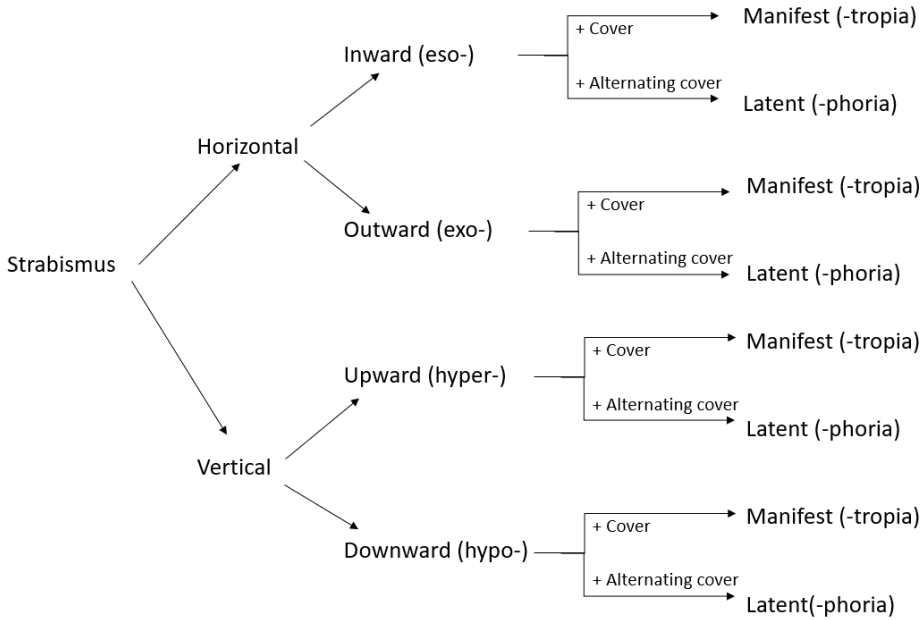 Manifest (-tropia)
+ Cover
Inward (eso-)
+ Alternating cover
Latent (-phoria)
Horizontal
Manifest (-tropia)
+ Cover
Outward (exo-)
+ Alternating cover
Latent (-phoria)
Strabismus
Manifest (-tropia)
+ Cover
Upward (hyper-)
+ Alternating cover
Latent (-phoria)
Vertical
Manifest (-tropia)
+ Cover
Downward (hypo-)
+ Alternating cover
Latent(-phoria)